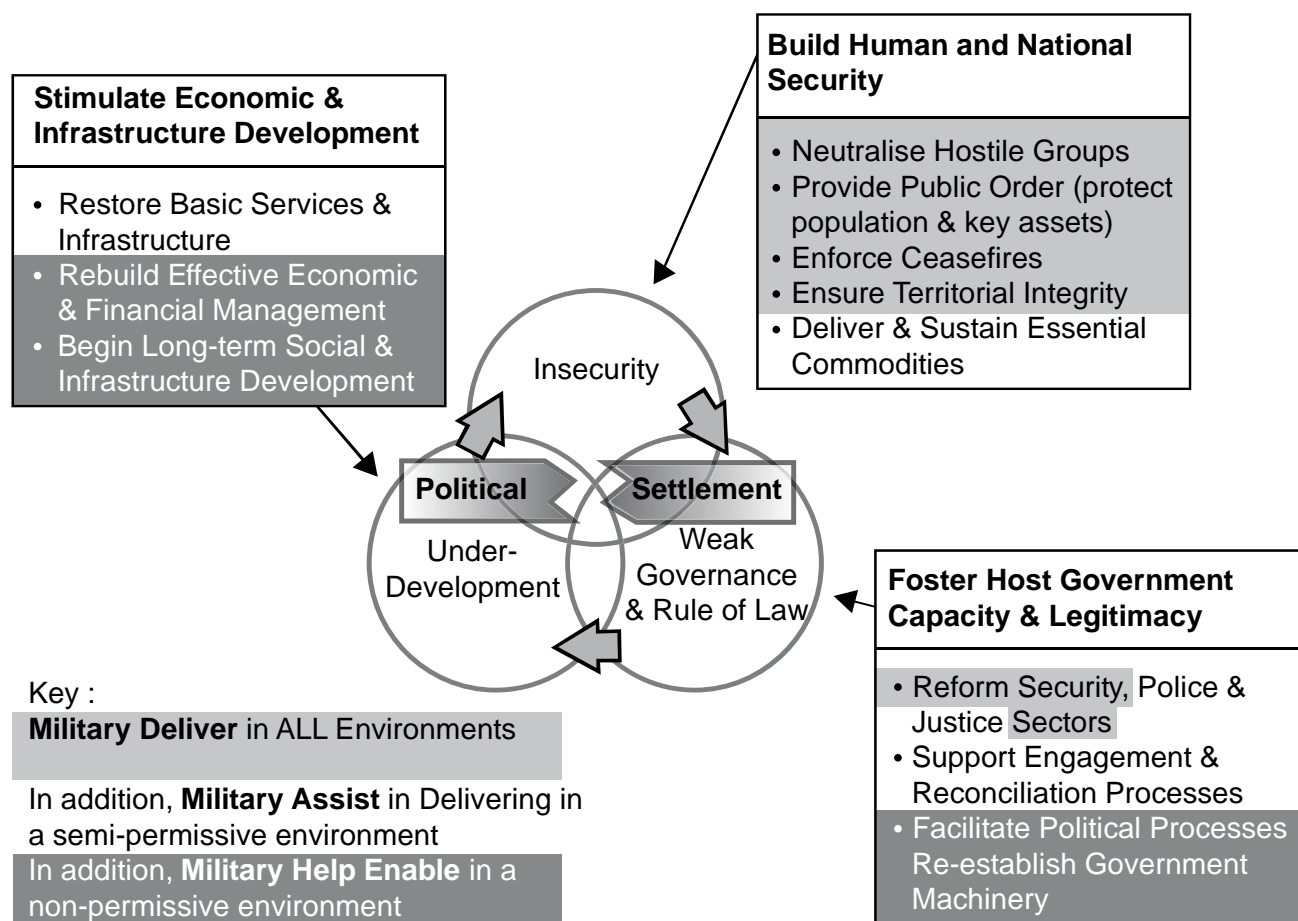 Build Human and National
Security
• Neutralise Hostile Groups
• Provide Public Order (protect
population & key assets)
• Enforce Ceasefires
• Ensure Territorial Integrity
• Deliver & Sustain Essential
Commodities
Stimulate Economic &
Infrastructure Development
• Restore Basic Services &
Infrastructure
• Rebuild Effective Economic
& Financial Management
• Begin Long-term Social &
Infrastructure Development
Insecurity
Political
Settlement
Under-
Development
Weak
Governance
& Rule of Law
Foster Host Government
Capacity & Legitimacy
• Reform Security, Police &
Justice Sectors
• Support Engagement &
Reconciliation Processes
• Facilitate Political Processes
Re-establish Government
Machinery
Key :
Military Deliver in ALL Environments
In addition, Military Assist in Delivering in
a semi-permissive environment
In addition, Military Help Enable in a
non-permissive environment